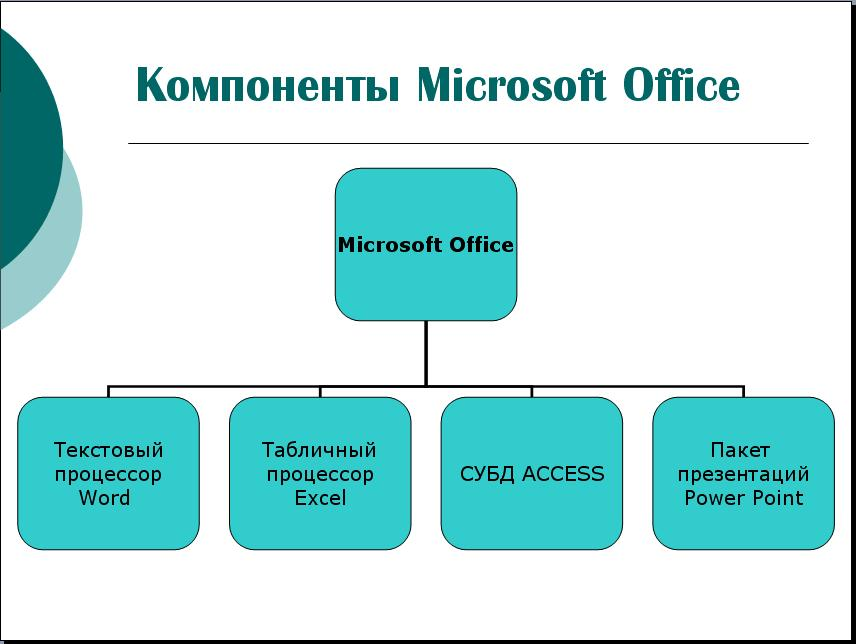 Компоненты Microsoft Office
Microsoft Office
Текстовый
процессор
Word
Табличный
процессор
Excel
СУБД ACCESS
Пакет
презентаций
Power Point